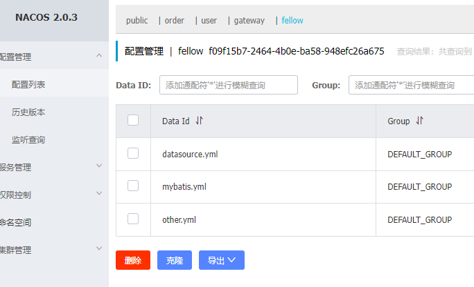 NACOS 2.0.3
public | order | user | gateway | fellow
配置管理 | fellow f09f15b7-2464-4b0e-ba58-948efc26a675 查询结果：共查询到
配置管理
配置列表
历史版本
监听查询
服务管理
权限控制
命名空间
集群管理
Data ID: 添加通配符'*'进行模糊查询 Group: 添加通配符'*'进行模糊查询
Data Id Group
datasource.yml DEFAULT_GROUP
mybatis.yml DEFAULT_GROUP
other.yml DEFAULT_GROUP
删除 克隆 导出